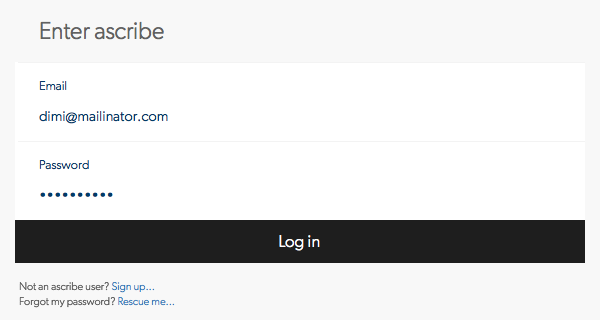 Enter ascribe
Email
dimi@mailinator.com
Password
••••••••••
Log in
Not an ascribe user? Sign up...
Forgot my password? Rescue me...